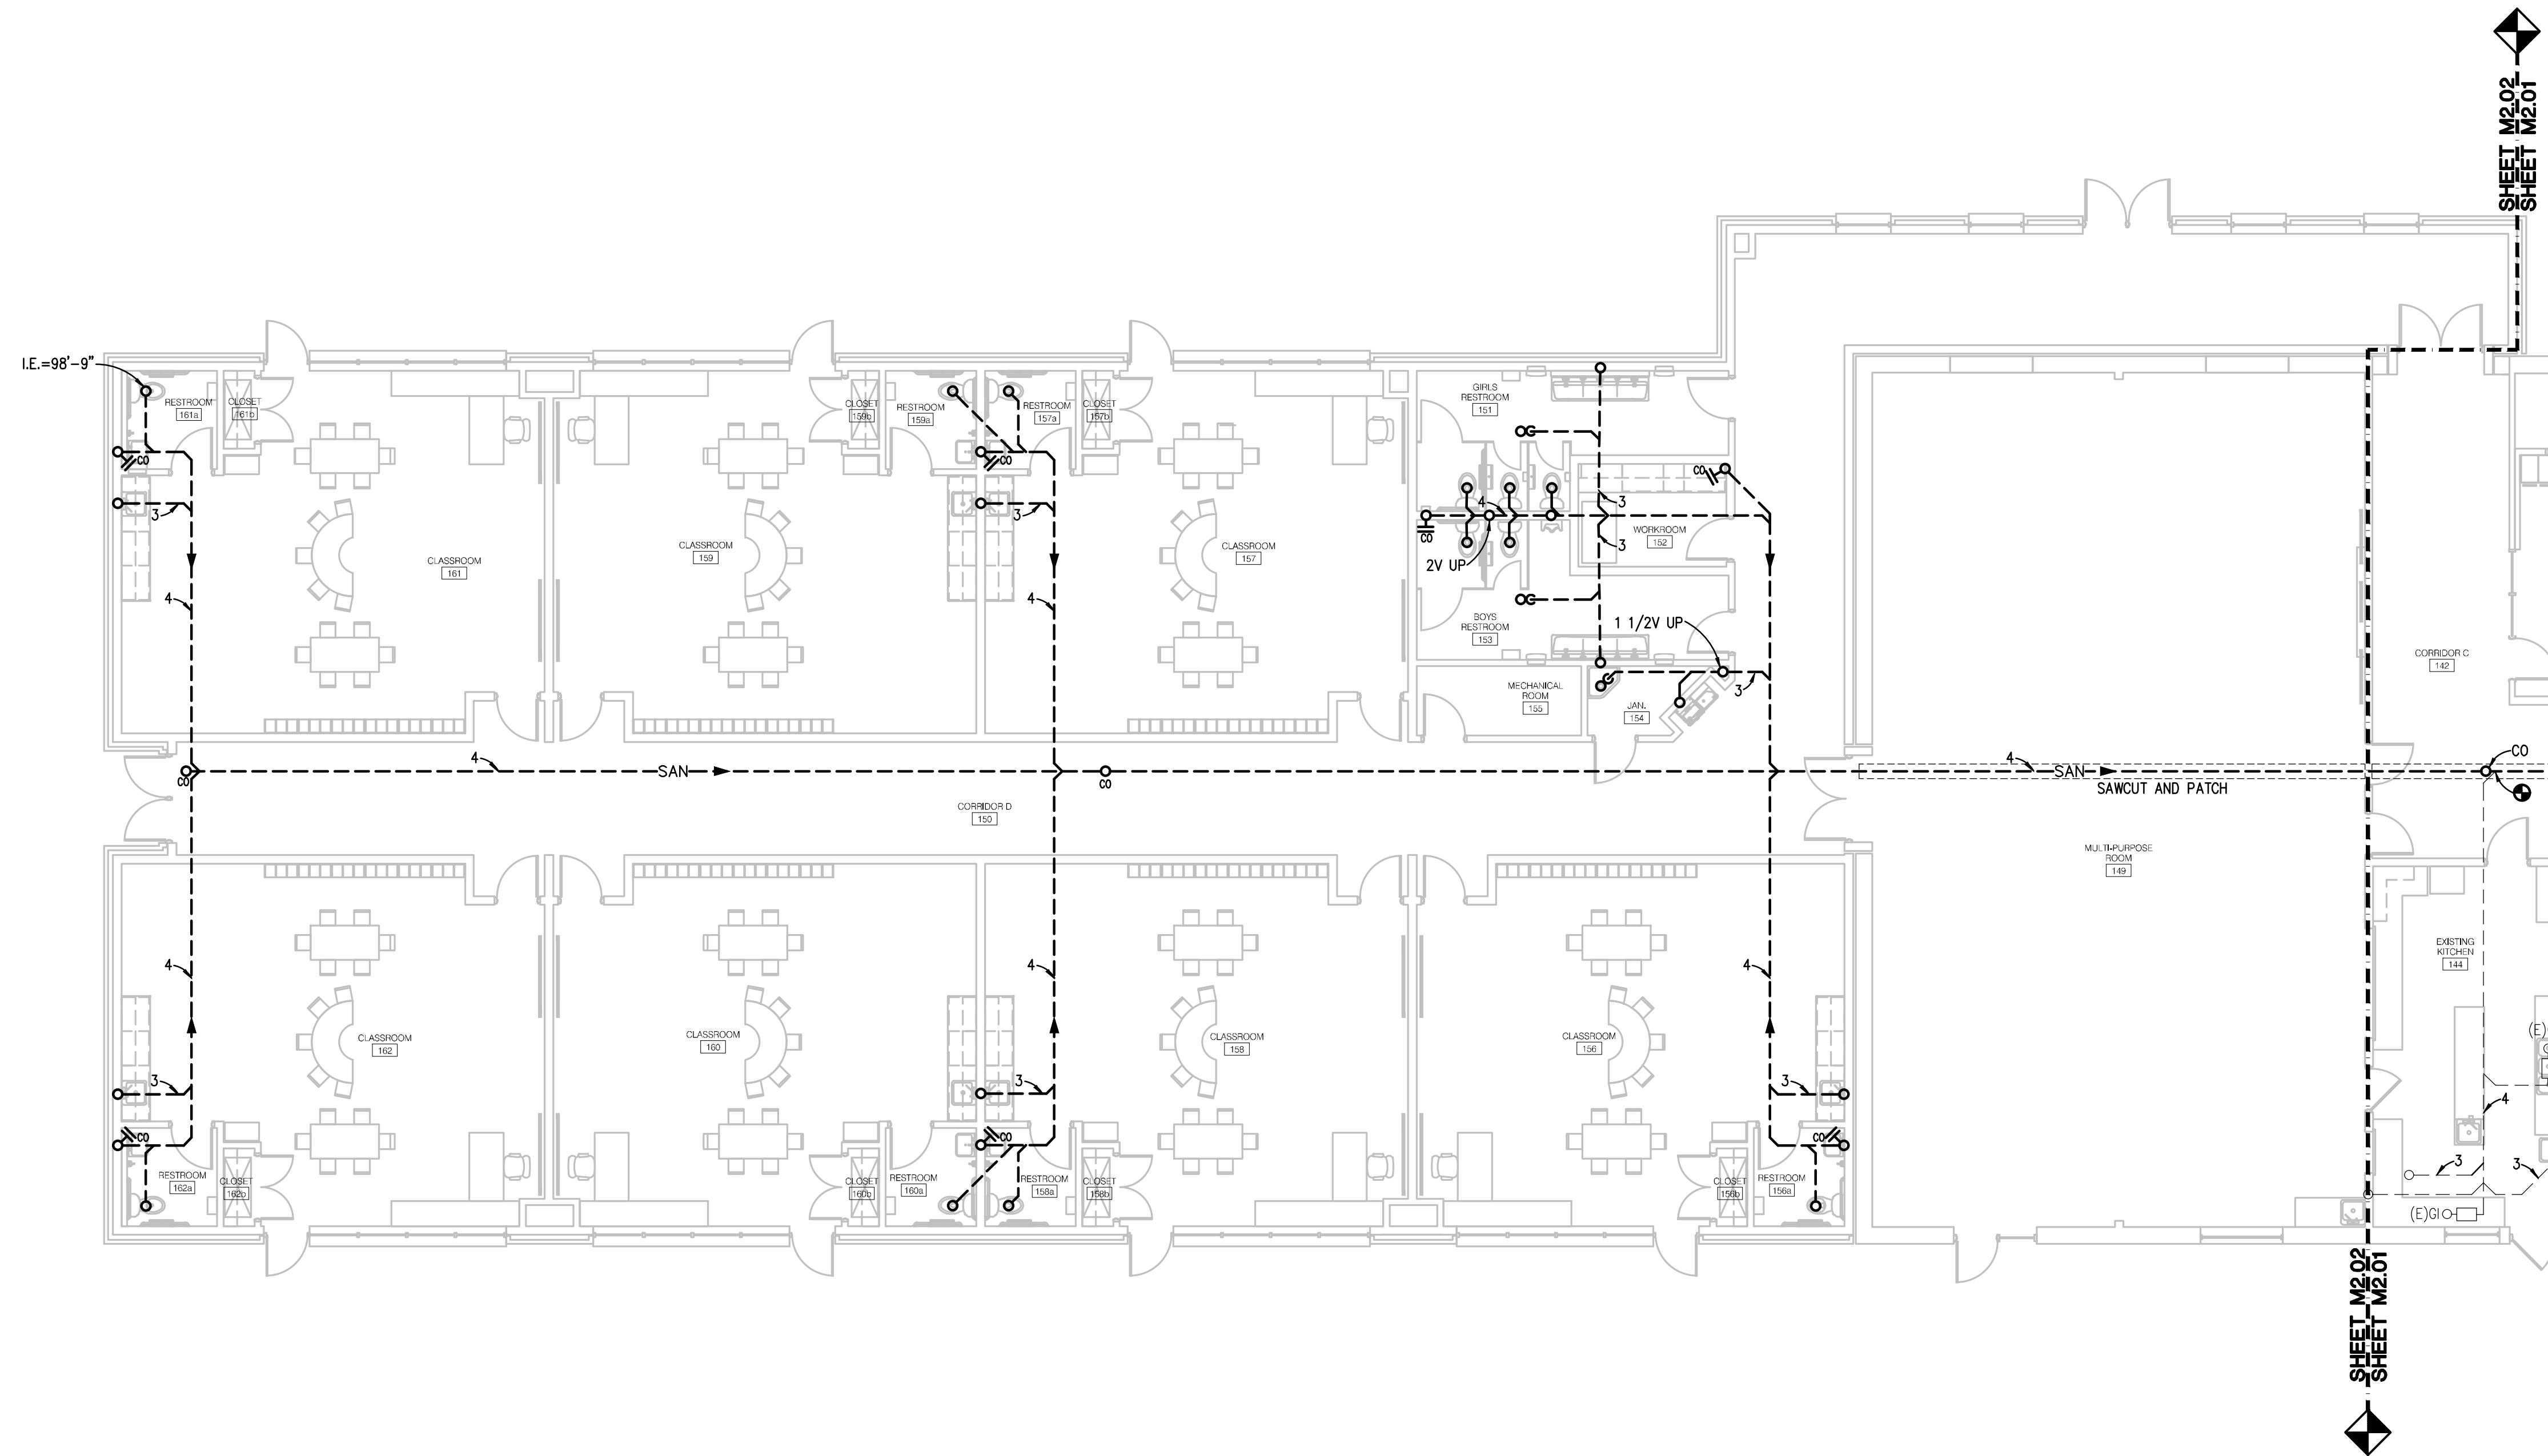 SHEET M2.02
SHEET M2.01
I.E.=98'-9"
RESTROOM
161a
CLOSET
161b
CLOSET
159b
RESTROOM
159a
RESTROOM
157a
CLOSET
157b
GIRLS
RESTROOM
151
CO
CO
CO
3
3
4
3
CO
WORKROOM
152
3
CO
2V UP
CLASSROOM
161
CLASSROOM
159
CLASSROOM
157
4
4
BOYS
RESTROOM
153
1 1/2V UP
CORRIDOR C
142
MECHANICAL
ROOM
155
3
JAN.
154
CO
4
SAN
CO
CO
4
SAN
SAWCUT AND PATCH
CORRIDOR D
150
MULTI-PURPOSE
ROOM
149
EXISTING
KITCHEN
144
4
4
4
(E)
CLASSROOM
162
CLASSROOM
160
CLASSROOM
158
CLASSROOM
156
3
3
3
4
CO
CO
CO
RESTROOM
162a
CLOSET
162b
CLOSET
160b
RESTROOM
160a
RESTROOM
158a
CLOSET
158b
CLOSET
156b
RESTROOM
156a
3
3
(E)GI
SHEET M2.02
SHEET M2.01